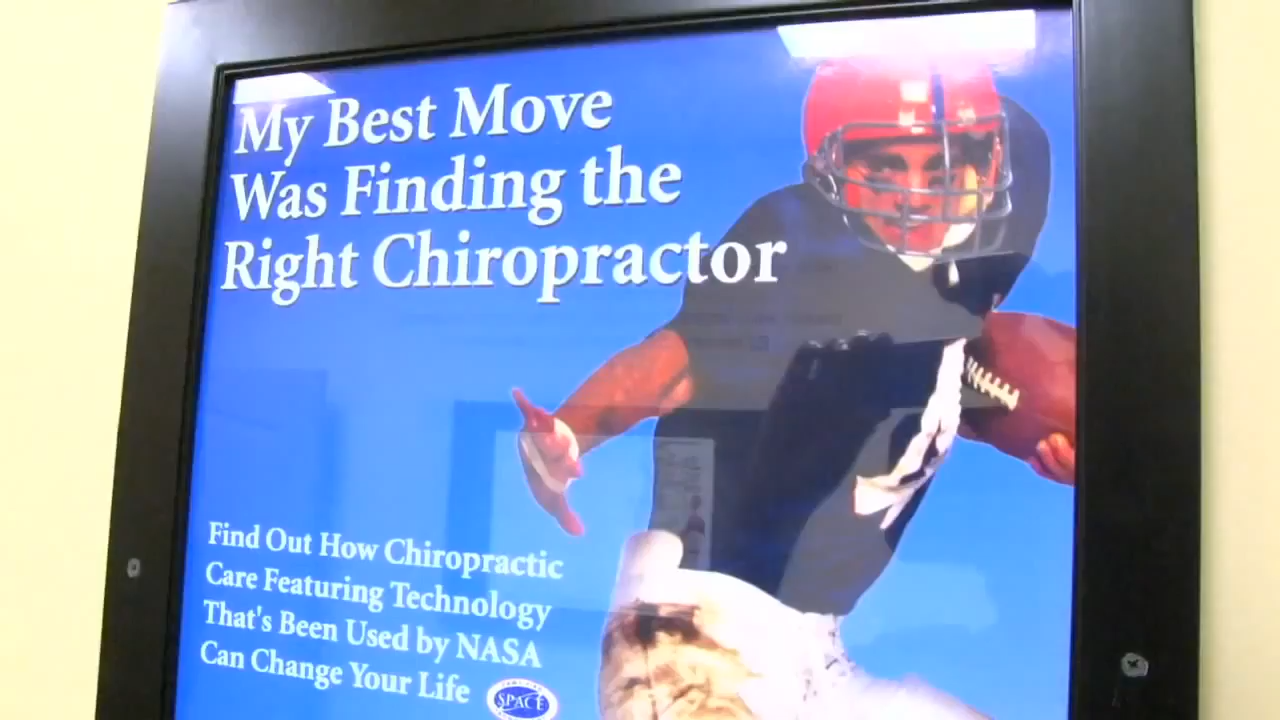 My Best Move
Was Finding the
Right Chiropractor
Find Out How Chiropractic
Care Featuring Technology
That's Been Used by NASA
Can Change Your Life
SPACE